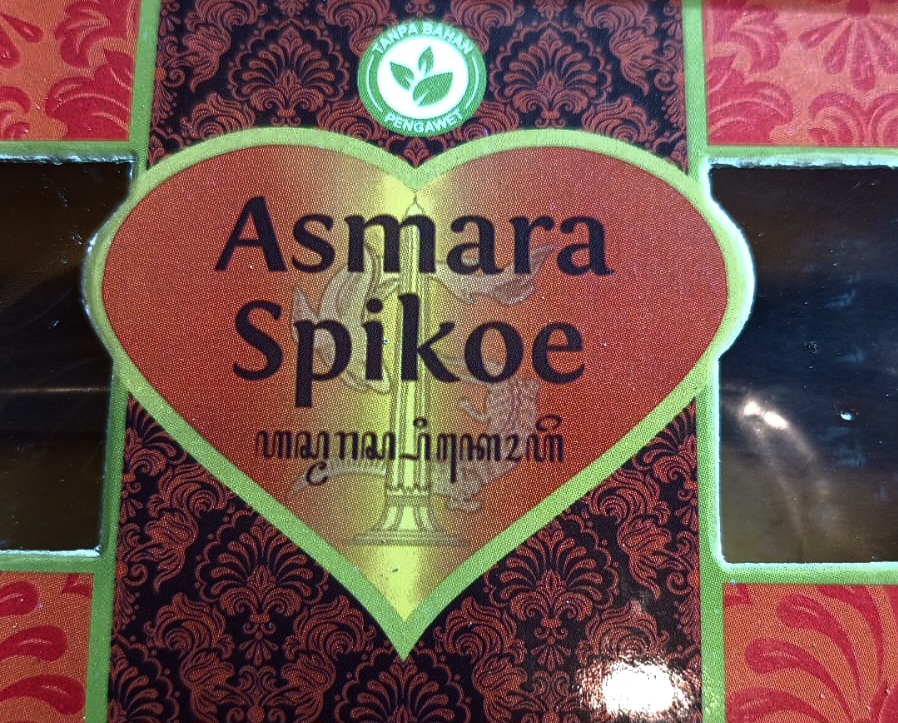 TANPA BAHAN
PENGAWET
Asmara
Spikoe